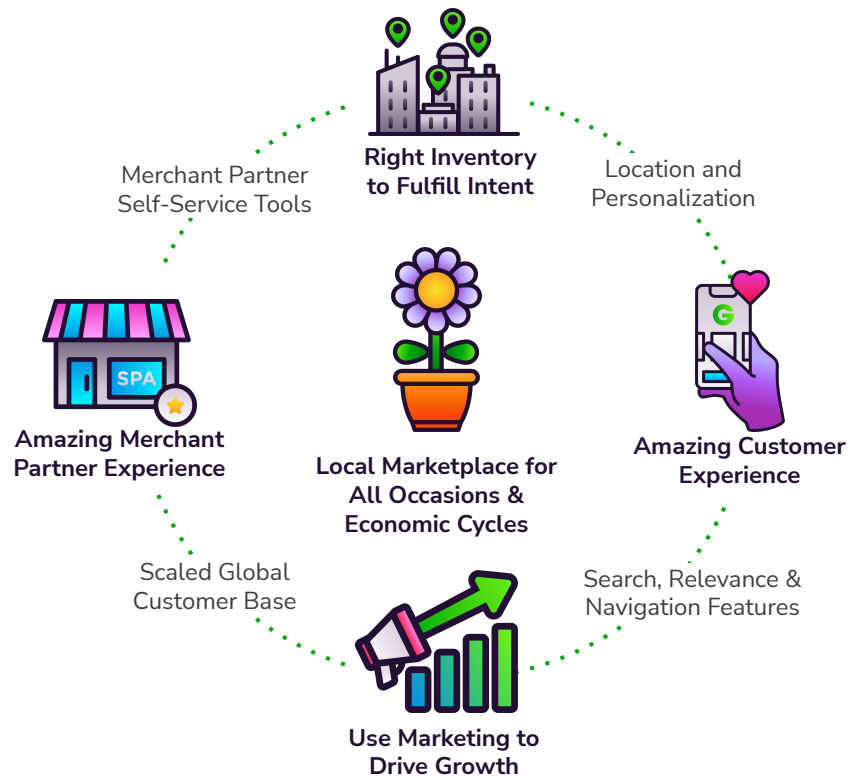 Right Inventory
to Fulfill Intent
Merchant Partner
Self-Service Tools
Location and
Personalization
G
SPA
Amazing Merchant
Partner Experience
Local Marketplace for
All Occasions &
Economic Cycles
Amazing Customer
Experience
Scaled Global
Customer Base
Search, Relevance &
Navigation Features
Use Marketing to
Drive Growth